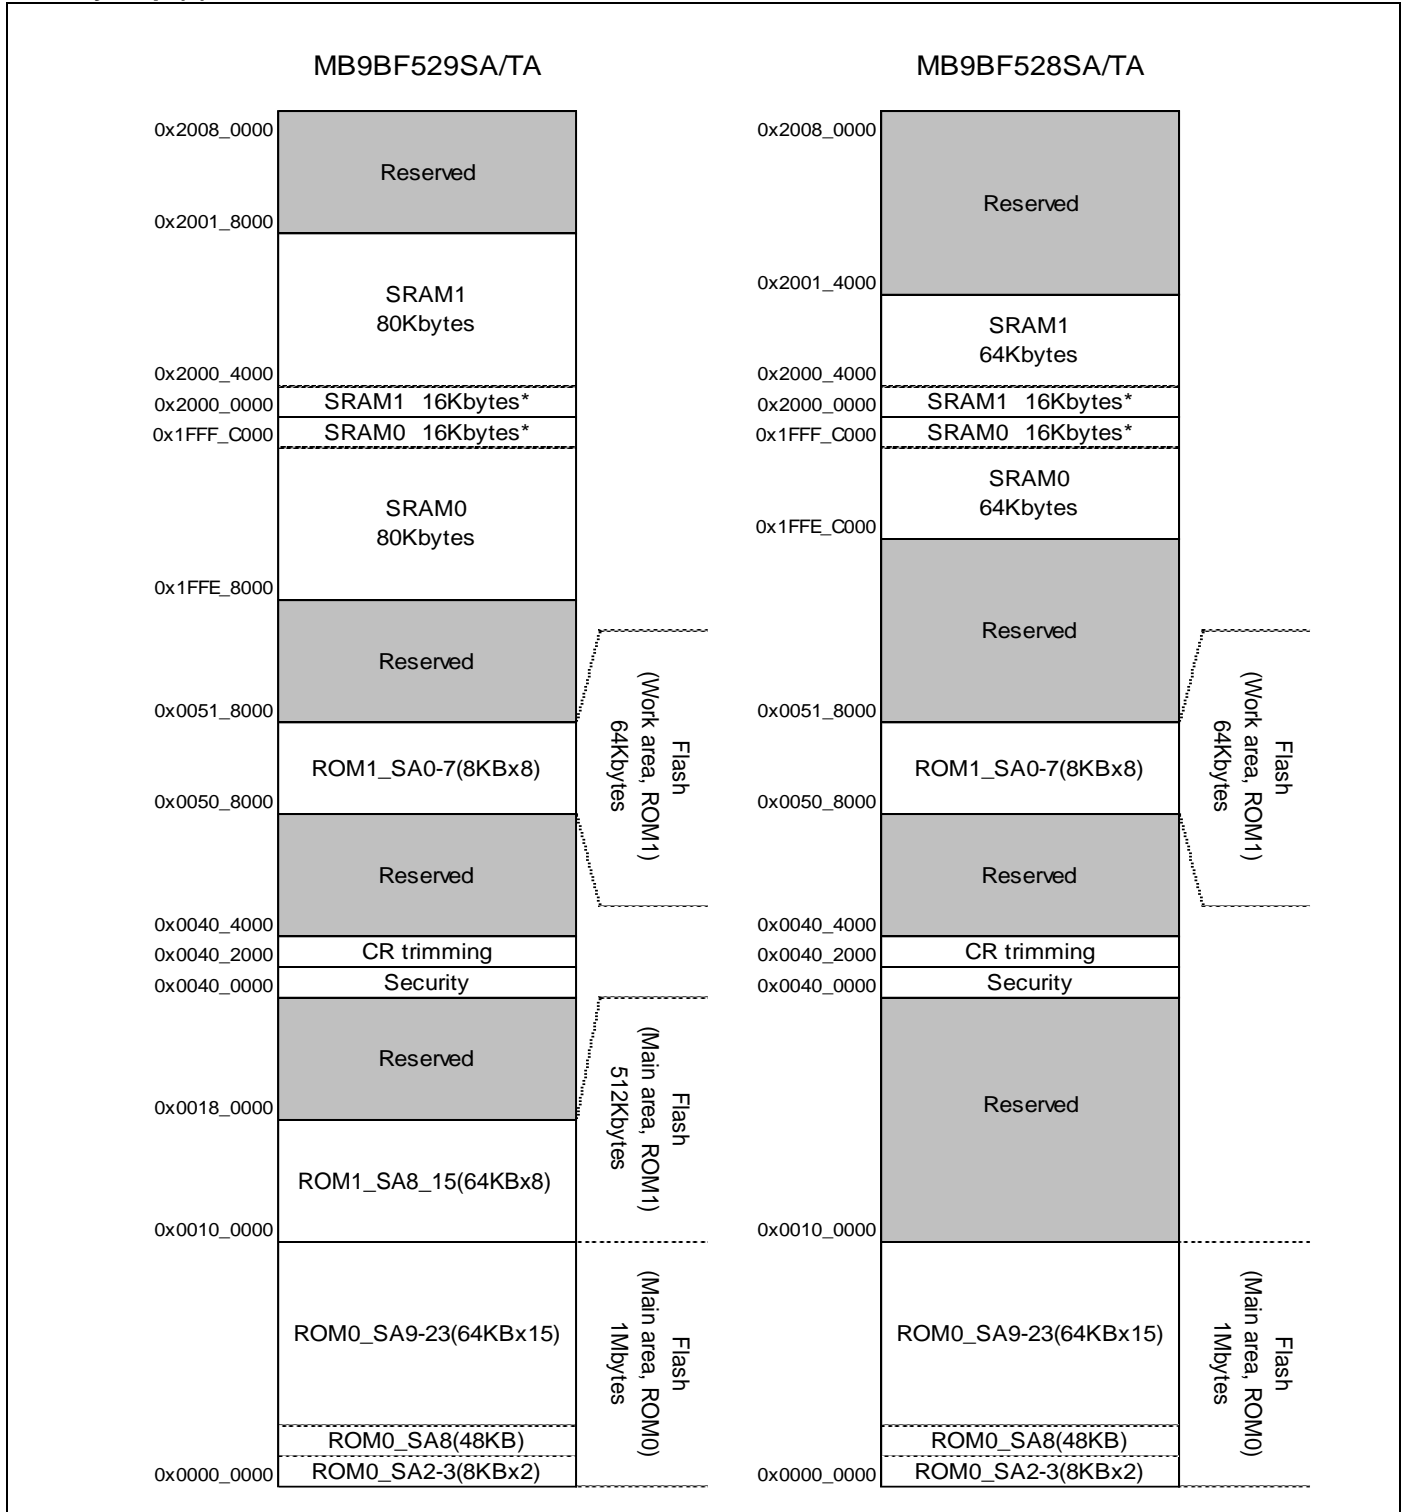 MB9BF529SA/TA
0x2008_0000
Reserved
0x2001_8000
SRAM1
80Kbytes
0x2000_4000
SRAM1 16Kbytes*
0x2000_0000
SRAM0 16Kbytes*
0x1FFF_C000
SRAM0
80Kbytes
0x1FFE_8000
Reserved
0x0051_8000
ROM1_SA0-7(8KBx8)
0x0050_8000
Reserved
0x0040_4000
CR trimming
0x0040_2000
Security
0x0040_0000
Reserved
0x0018_0000
ROM1_SA8_15(64KBx8)
0x0010_0000
ROM0_SA9-23(64KBx15)
ROM0_SA8(48KB)
ROM0_SA2-3(8KBx2)
0x0000_0000
Flash
(Work area, ROM1)
64Kbytes
Flash
(Main area, ROM1)
512Kbytes
Flash
(Main area, ROM0)
1Mbytes
MB9BF528SA/TA
0x2008_0000
Reserved
0x2001_4000
SRAM1
64Kbytes
0x2000_4000
SRAM1 16Kbytes*
0x2000_0000
SRAM0 16Kbytes*
0x1FFF_C000
SRAM0
64Kbytes
0x1FFE_C000
Reserved
0x0051_8000
ROM1_SA0-7(8KBx8)
0x0050_8000
Reserved
0x0040_4000
CR trimming
0x0040_2000
Security
0x0040_0000
Reserved
0x0010_0000
ROM0_SA9-23(64KBx15)
ROM0_SA8(48KB)
ROM0_SA2-3(8KBx2)
0x0000_0000
Flash
(Work area, ROM1)
64Kbytes
Flash
(Main area, ROM0)
1Mbytes